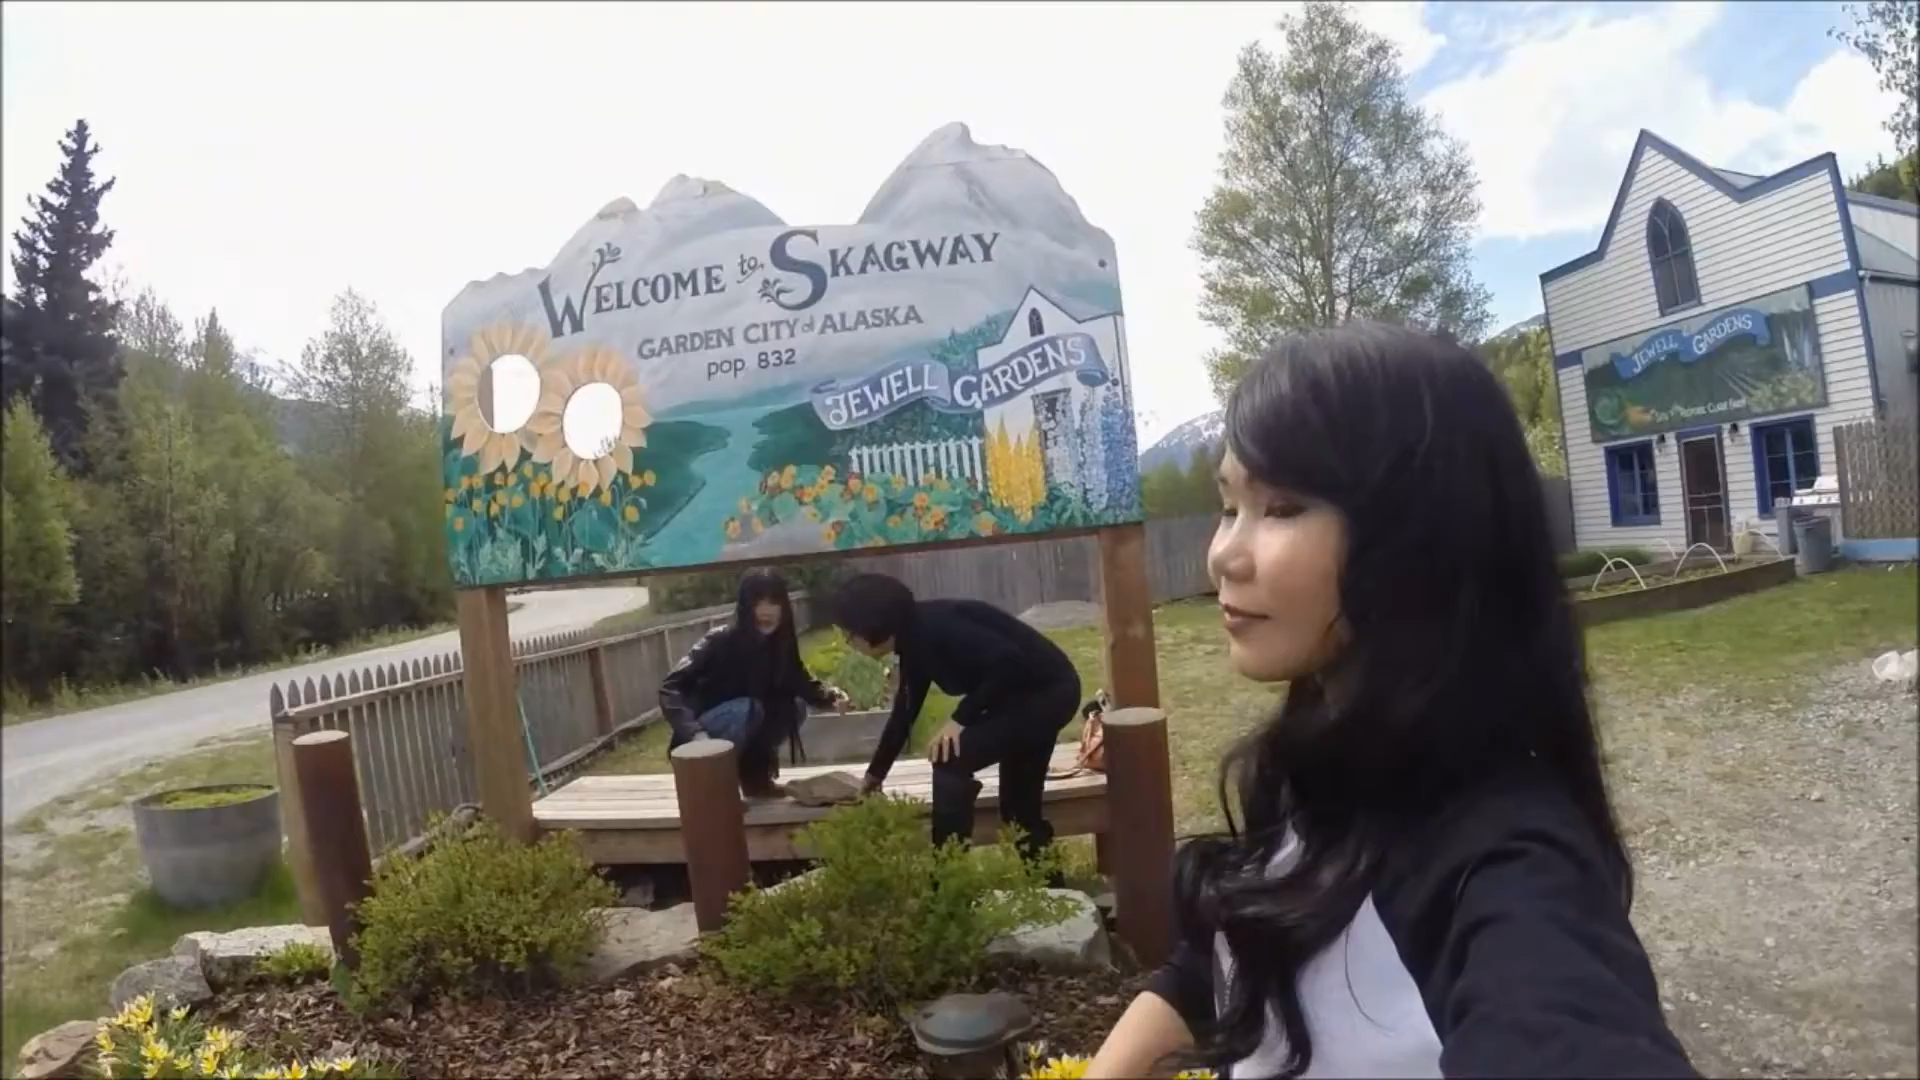 WELCOME to SKAGWAY
GARDEN CITY of ALASKA
pop 832
JEWELL GARDENS
JEWELL GARDENS